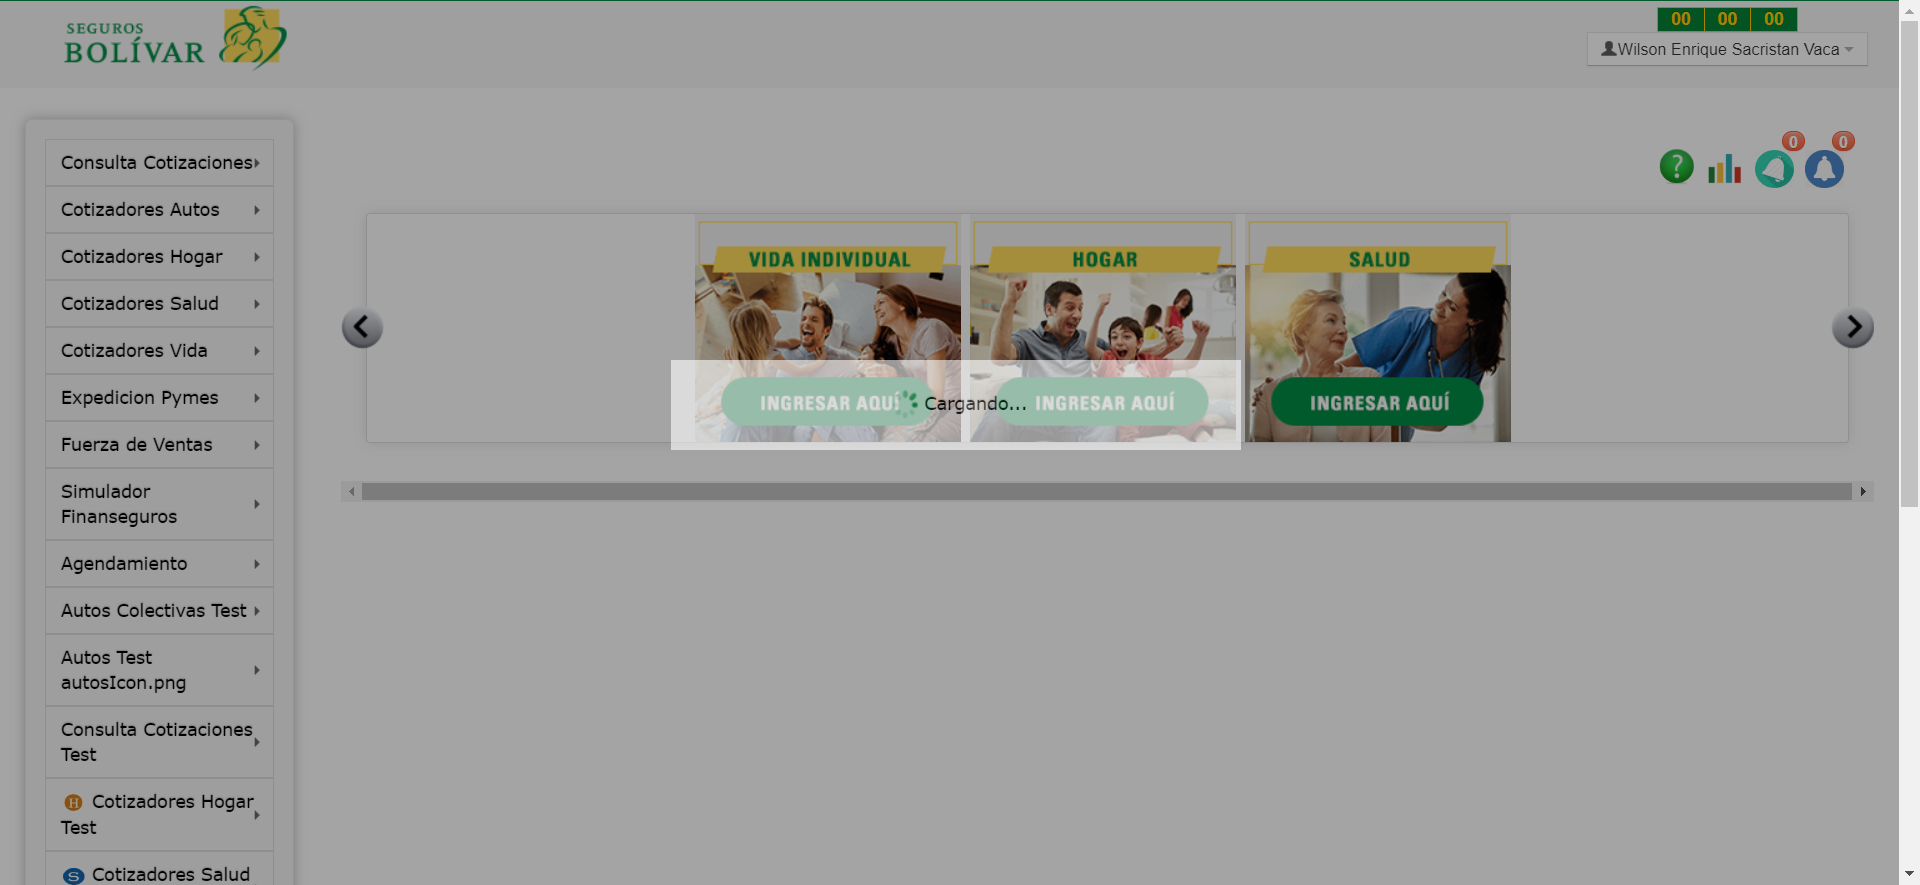 SEGUROS
BOLÍVAR
00 00 00
Wilson Enrique Sacristan Vaca
Consulta Cotizaciones
Cotizadores Autos
Cotizadores Hogar
Cotizadores Salud
Cotizadores Vida
Expedicion Pymes
Fuerza de Ventas
Simulador
Finanseguros
Agendamiento
Autos Colectivas Test
Autos Test
autosIcon.png
Consulta Cotizaciones
Test
H Cotizadores Hogar
Test
S Cotizadores Salud
? 0 0
VIDA INDIVIDUAL
INGRESAR AQUÍ
HOGAR
INGRESAR AQUÍ
SALUD
INGRESAR AQUÍ
Cargando...